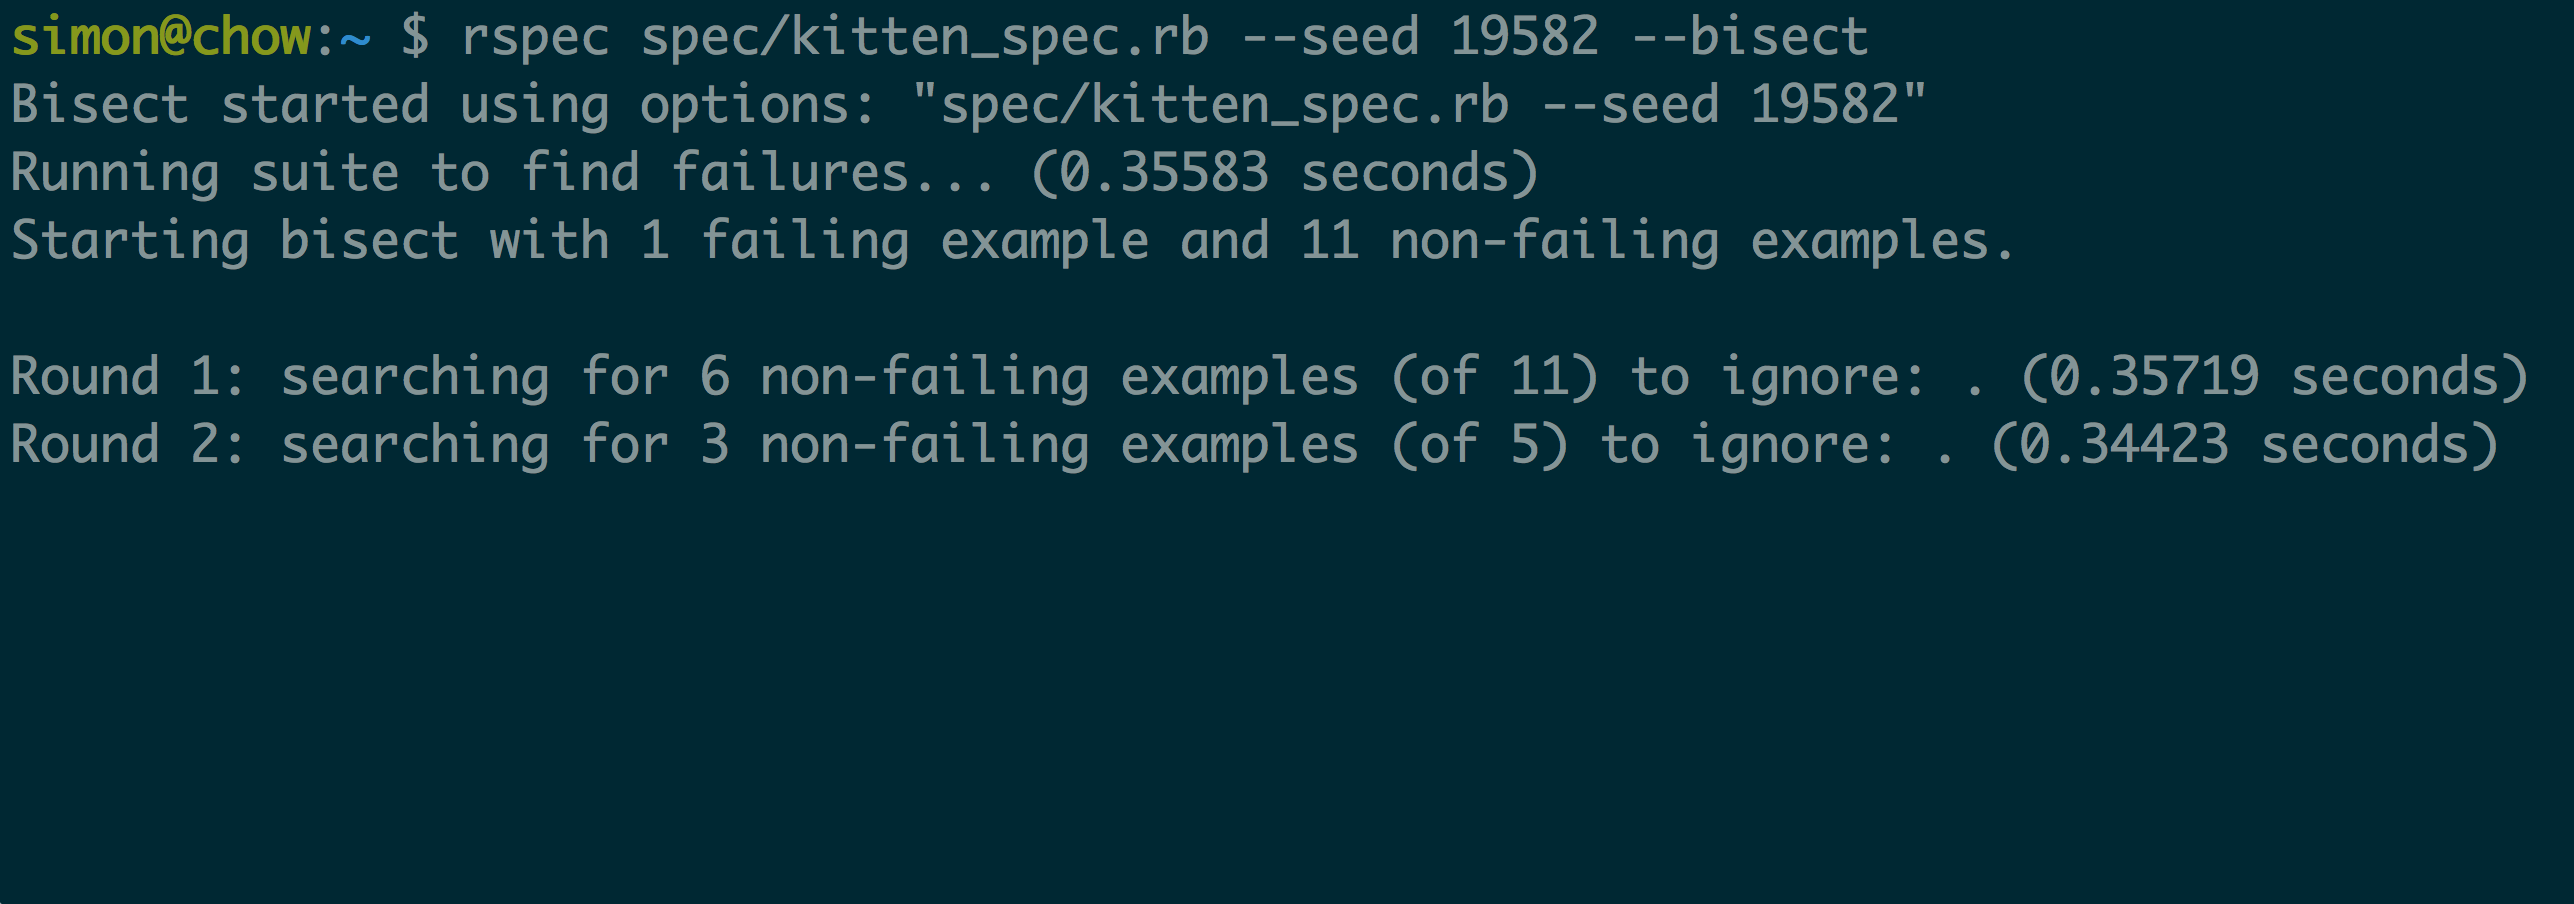 simon@chow:~ $ rspec spec/kitten_spec.rb --seed 19582 --bisect
Bisect started using options: "spec/kitten_spec.rb --seed 19582"
Running suite to find failures... (0.35583 seconds)
Starting bisect with 1 failing example and 11 non-failing examples.
Round 1: searching for 6 non-failing examples (of 11) to ignore: . (0.35719 seconds)
Round 2: searching for 3 non-failing examples (of 5) to ignore: . (0.34423 seconds)